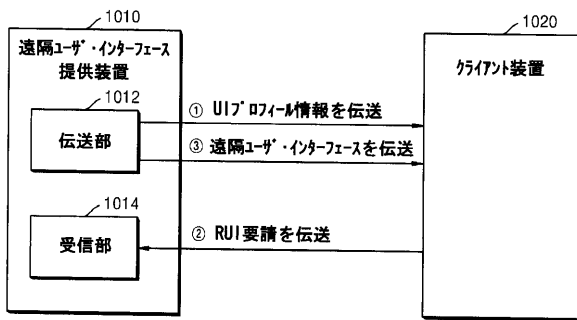 1010
遠隔ユーザ・インターフェース
提供装置
1012
伝送部
1014
受信部
① UIプロフィール情報を伝送
③ 遠隔ユーザ・インターフェースを伝送
② RUI要請を伝送
1020
クライアント装置